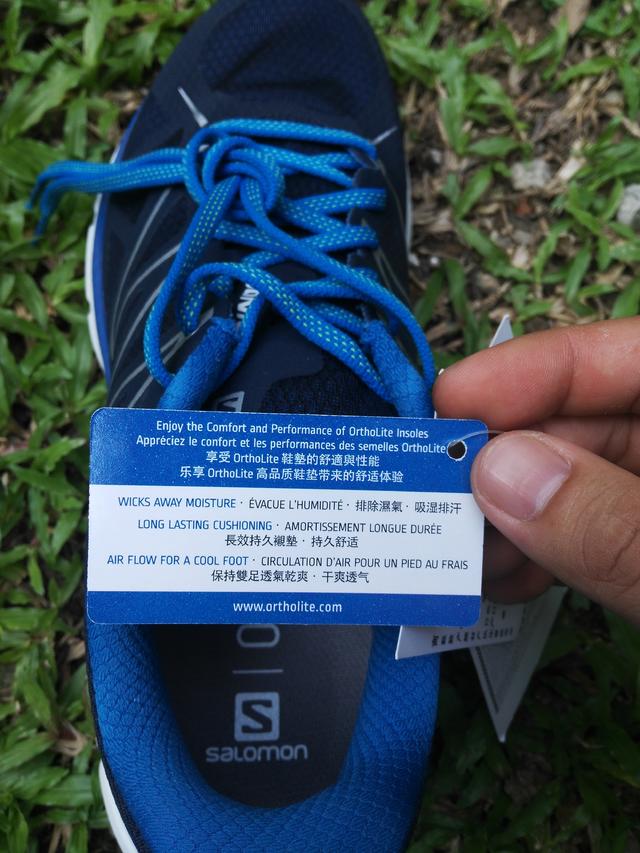 Enjoy the Comfort and Performance of OrthoLite Insoles
Appréciez le confort et les performances des semelles OrthoLite
享受 OrthoLite 鞋墊的舒適與性能
乐享 OrthoLite 高品质鞋垫带来的舒适体验
WICKS AWAY MOISTURE · ÉVACUE L'HUMIDITÉ · 排除濕氣 · 吸湿排汗
LONG LASTING CUSHIONING · AMORTISSEMENT LONGUE DURÉE
長效持久襯墊 · 持久舒适
AIR FLOW FOR A COOL FOOT · CIRCULATION D'AIR POUR UN PIED AU FRAIS
保持雙足透氣乾爽 · 干爽透气
www.ortholite.com
S
SALOMON